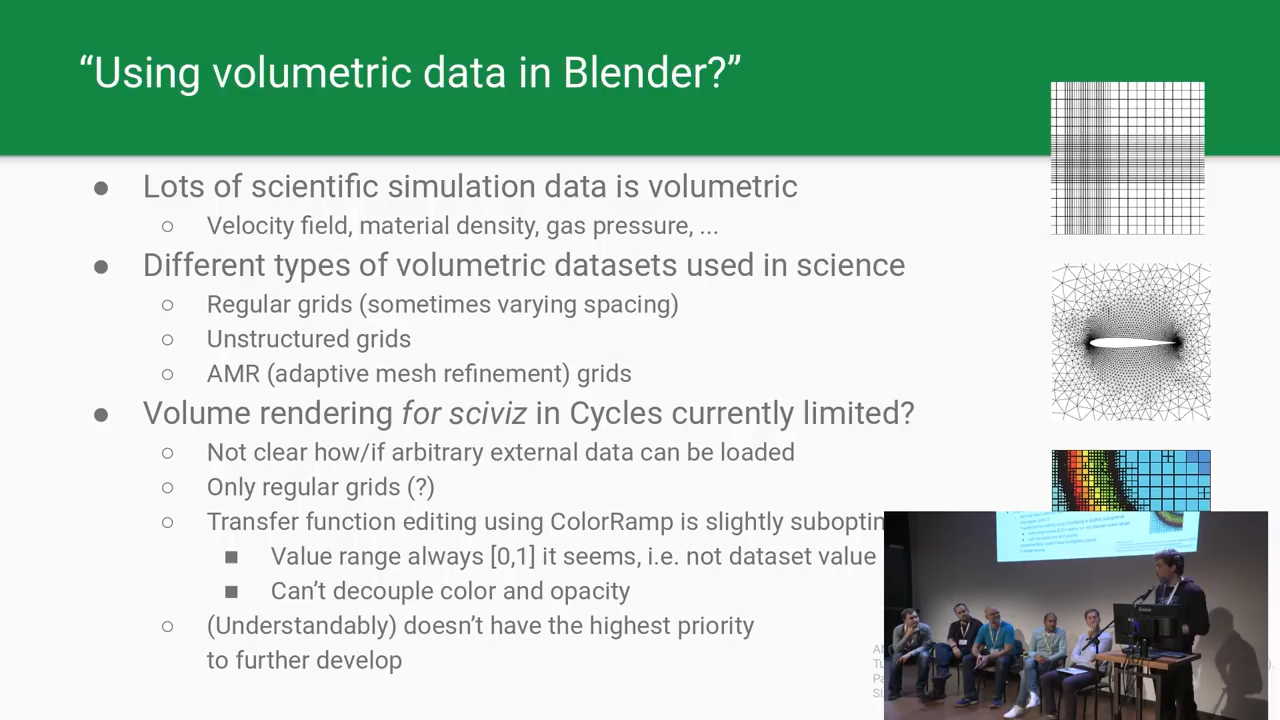 “Using volumetric data in Blender?”
● Lots of scientific simulation data is volumetric
○ Velocity field, material density, gas pressure, ...
● Different types of volumetric datasets used in science
○ Regular grids (sometimes varying spacing)
○ Unstructured grids
○ AMR (adaptive mesh refinement) grids
● Volume rendering for sciviz in Cycles currently limited?
○ Not clear how/if arbitrary external data can be loaded
○ Only regular grids (?)
○ Transfer function editing using ColorRamp is slightly
■ Value range always [0,1] it seems, i.e. not dataset value
■ Can’t decouple color and opacity
○ (Understandably) doesn’t have the highest priority
to further develop